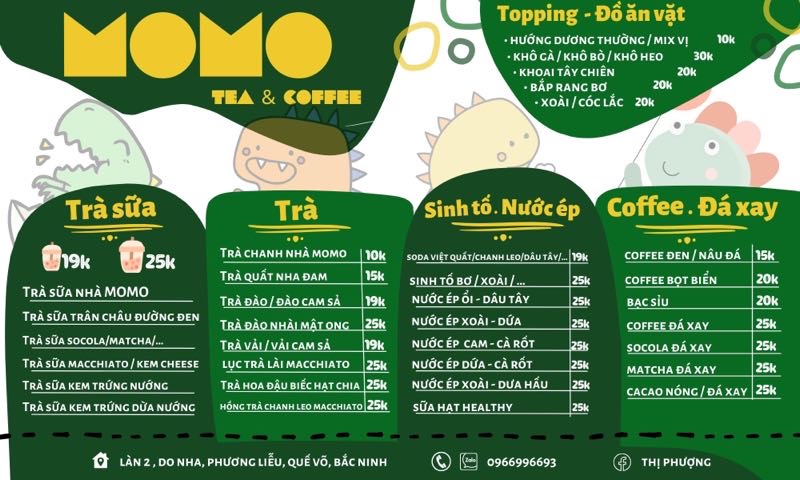 MOMO
TEA & COFFEE
Topping - Đồ ăn vặt
• HƯỚNG DƯƠNG THƯỜNG / MIX VỊ 10k
• KHÔ GÀ / KHÔ BÒ / KHÔ HEO 30k
• KHOAI TÂY CHIÊN 20k
• BẮP RANG BƠ 20k
• XOÀI / CÓC LẮC 20k
Trà sữa
19k 25k
TRÀ SỮA NHÀ MOMO
TRÀ SỮA TRÂN CHÂU ĐƯỜNG ĐEN
TRÀ SỮA SOCOLA/MATCHA/...
TRÀ SỮA MACCHIATO / KEM CHEESE
TRÀ SỮA KEM TRỨNG NƯỚNG
TRÀ SỮA KEM TRỨNG DỪA NƯỚNG
Trà
TRÀ CHANH NHÀ MOMO 10k
TRÀ QUẤT NHA ĐAM 15k
TRÀ ĐÀO / ĐÀO CAM SẢ 19k
TRÀ ĐÀO NHÀI MẬT ONG 25k
TRÀ VẢI / VẢI CAM SẢ 19k
LỤC TRÀ LÀI MACCHIATO 25k
TRÀ HOA ĐẬU BIẾC HẠT CHIA 25k
HỒNG TRÀ CHANH LEO MACCHIATO 25k
Sinh tố . Nước ép
SODA VIỆT QUẤT/CHANH LEO/DÂU TÂY/... 19k
SINH TỐ BƠ / XOÀI / ... 25k
NƯỚC ÉP ỔI - DÂU TÂY 25k
NƯỚC ÉP XOÀI - DỨA 25k
NƯỚC ÉP CAM - CÀ RỐT 25k
NƯỚC ÉP DỨA - CÀ RỐT 25k
NƯỚC ÉP XOÀI - DƯA HẤU 25k
SỮA HẠT HEALTHY 25k
Coffee . Đá xay
COFFEE ĐEN / NÂU ĐÁ 15k
COFFEE BỌT BIỂN 20k
BẠC SỈU 20k
COFFEE ĐÁ XAY 25k
SOCOLA ĐÁ XAY 25k
MATCHA ĐÁ XAY 25k
CACAO NÓNG / ĐÁ XAY 25k
LÀN 2 , DO NHA, PHƯƠNG LIỄU, QUẾ VÕ, BẮC NINH
Zalo 0966996693
THỊ PHƯỢNG